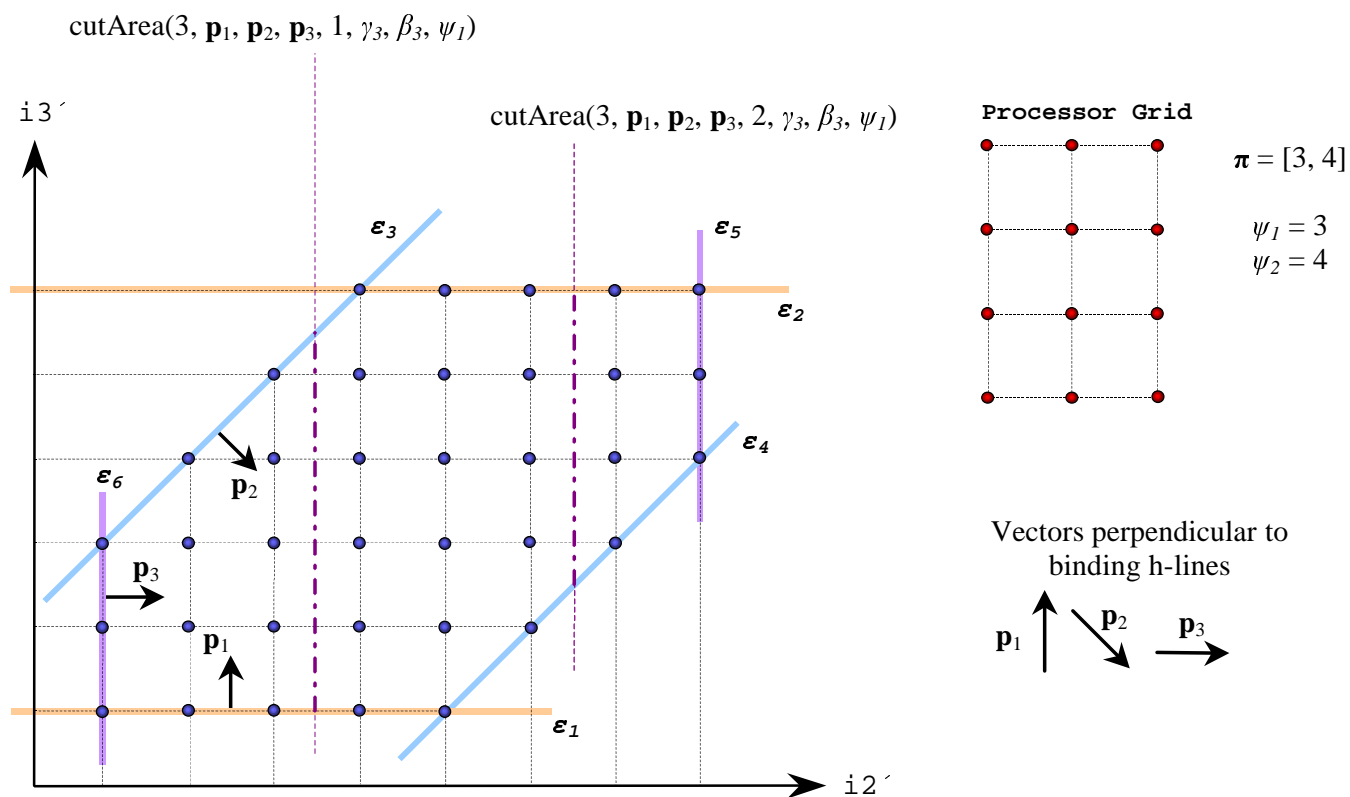 cutArea(3, p₁, p₂, p₃, 1, γ₃, β₃, ψ₁)
i3´
cutArea(3, p₁, p₂, p₃, 2, γ₃, β₃, ψ₁)
Processor Grid
π = [3, 4]
ψ₁ = 3
ψ₂ = 4
ε₃
ε₅
ε₂
ε₄
ε₆
p₂
p₃
p₁
ε₁
i2´
Vectors perpendicular to
binding h-lines
p₁
p₂
p₃